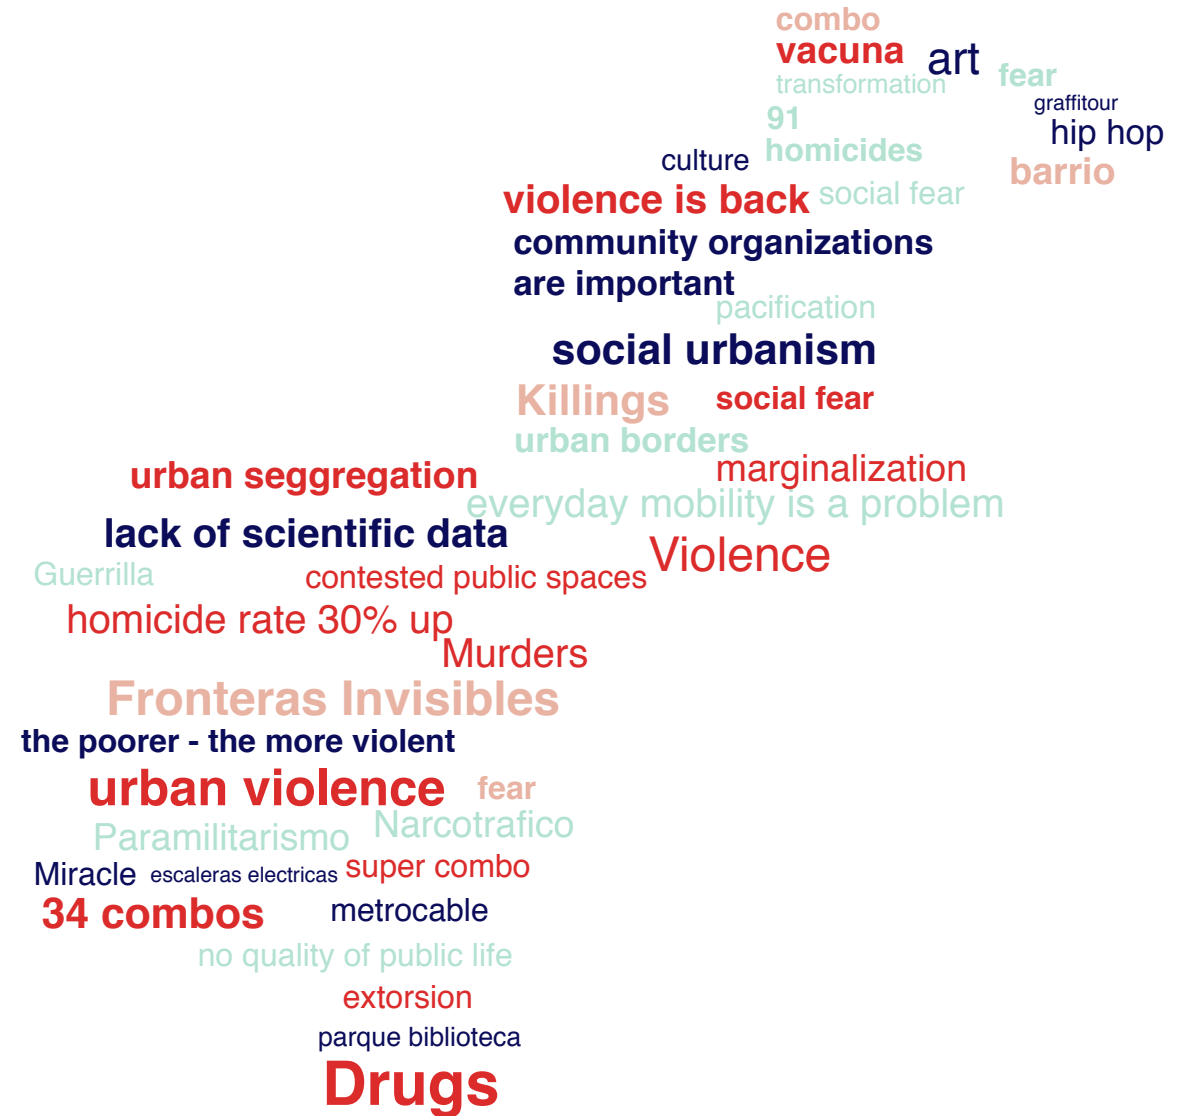 combo
vacuna art
transformation fear
graffitour
91
hip hop
homicides
culture
barrio
violence is back social fear
community organizations
are important
pacification
social urbanism
Killings social fear
urban borders
urban seggregation marginalization
everyday mobility is a problem
lack of scientific data
Violence
Guerrilla contested public spaces
homicide rate 30% up
Murders
Fronteras Invisibles
the poorer - the more violent
urban violence fear
Paramilitarismo Narcotrafico
Miracle escaleras electricas super combo
34 combos metrocable
no quality of public life
extorsion
parque biblioteca
Drugs